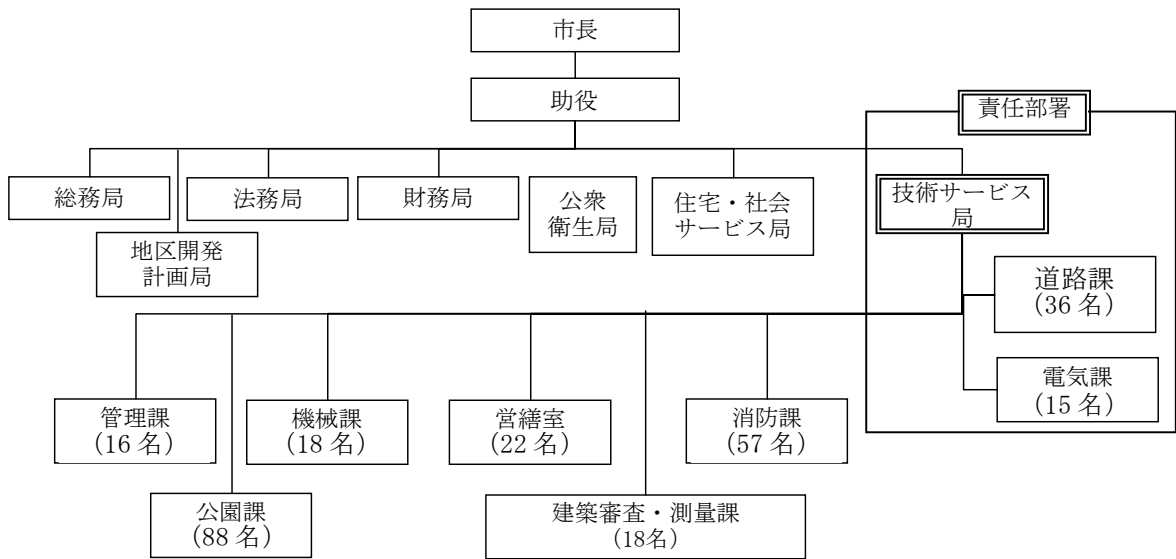 市長
助役
責任部署
総務局
法務局
財務局
公衆
衛生局
住宅・社会
サービス局
技術サービス
局
地区開発
計画局
道路課
(36 名)
電気課
(15 名)
管理課
(16 名)
機械課
(18 名)
営繕室
(22 名)
消防課
(57 名)
公園課
(88 名)
建築審査・測量課
(18名)